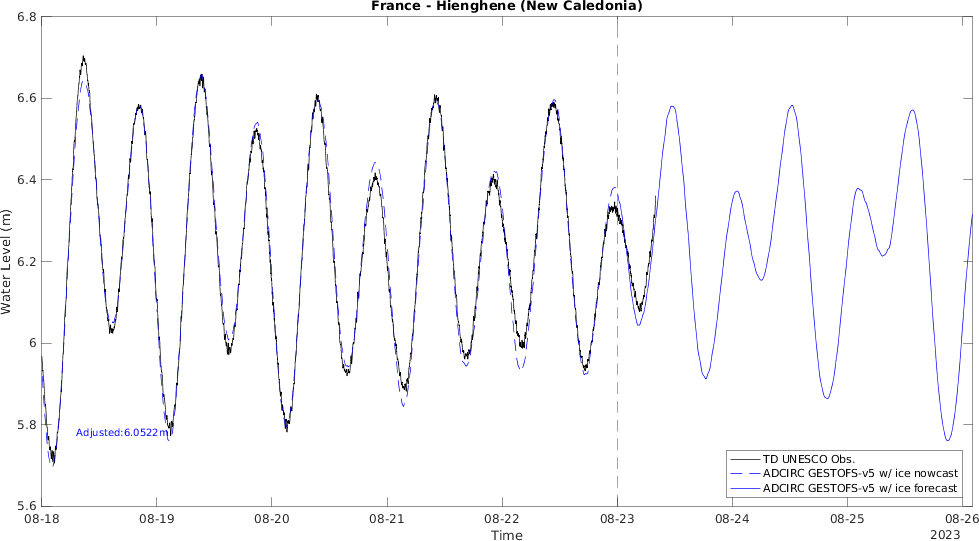 France - Hienghene (New Caledonia)
6.8
6.6
6.4
6.2
6
5.8
5.6
Water Level (m)
Adjusted:6.0522m
TD UNESCO Obs.
ADCIRC GESTOFS-v5 w/ ice nowcast
ADCIRC GESTOFS-v5 w/ ice forecast
08-18 08-19 08-20 08-21 08-22 08-23 08-24 08-25 08-26
Time
2023